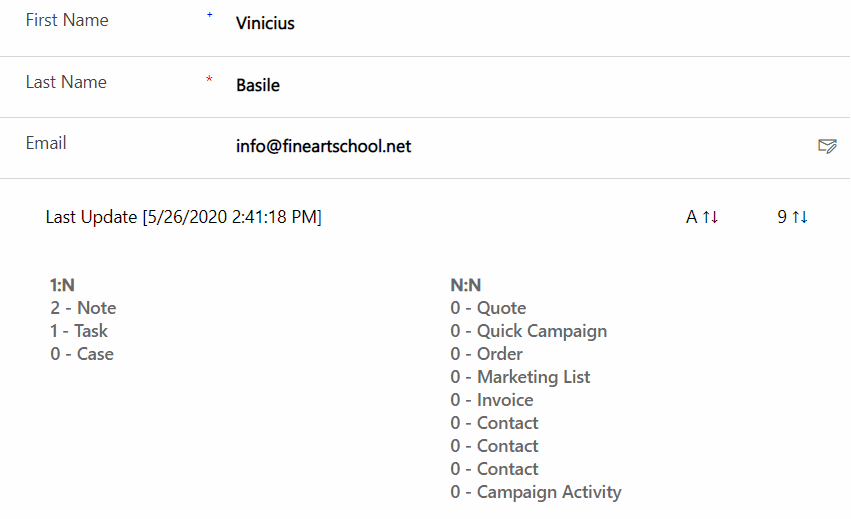 First Name + Vinicius
Last Name * Basile
Email info@fineartschool.net
Last Update [5/26/2020 2:41:18 PM] A ↑↓ 9 ↑↓
1:N
2 - Note
1 - Task
0 - Case
N:N
0 - Quote
0 - Quick Campaign
0 - Order
0 - Marketing List
0 - Invoice
0 - Contact
0 - Contact
0 - Contact
0 - Campaign Activity